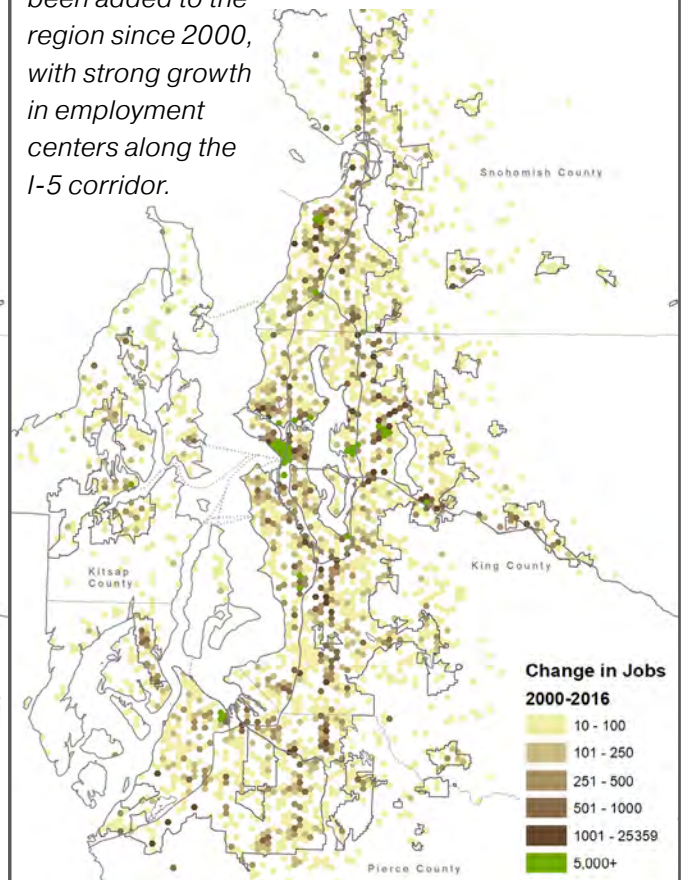 been added to the
region since 2000,
with strong growth
in employment
centers along the
I-5 corridor.
Snohomish County
King County
Kitsap
County
Pierce County
Change in Jobs
2000-2016
10 - 100
101 - 250
251 - 500
501 - 1000
1001 - 25359
5,000+